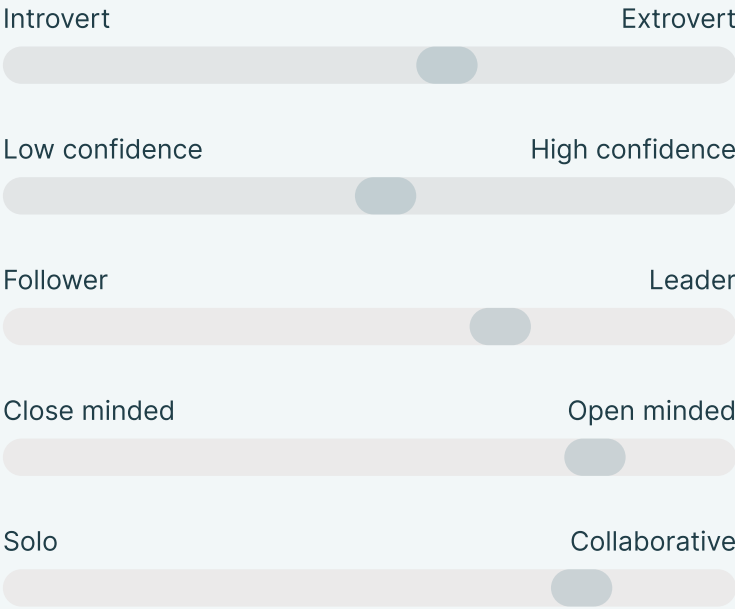 Introvert Extrovert
Low confidence High confidence
Follower Leader
Close minded Open minded
Solo Collaborative